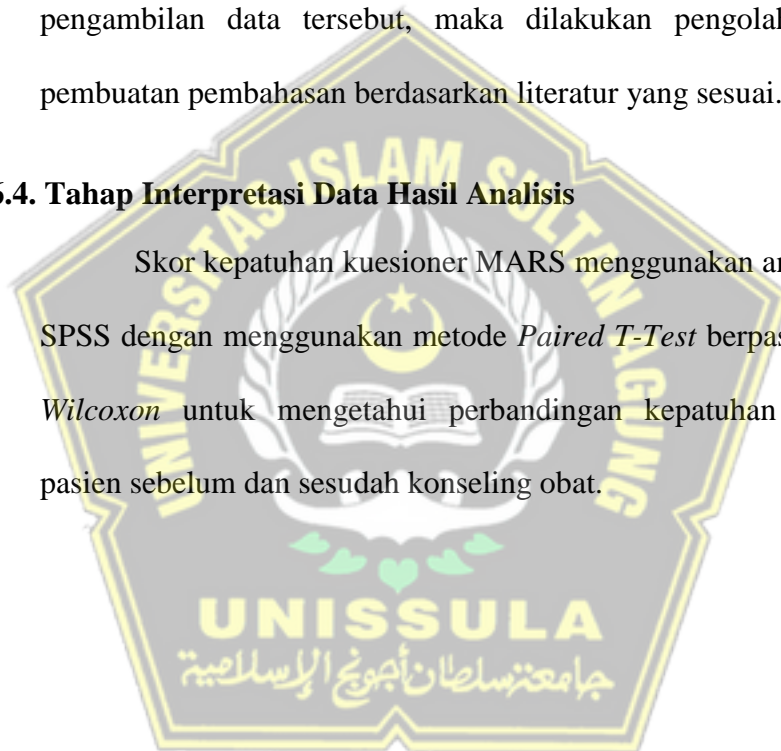 pengambilan data tersebut, maka dilakukan pengolah
pembuatan pembahasan berdasarkan literatur yang sesuai.
6.4. Tahap Interpretasi Data Hasil Analisis
Skor kepatuhan kuesioner MARS menggunakan an
SPSS dengan menggunakan metode Paired T-Test berpas
Wilcoxon untuk mengetahui perbandingan kepatuhan
pasien sebelum dan sesudah konseling obat.
UNIVERSITAS ISLAM SULTAN AGUNG
UNISSULA
جامعة سلطان أجونج الإسلامية